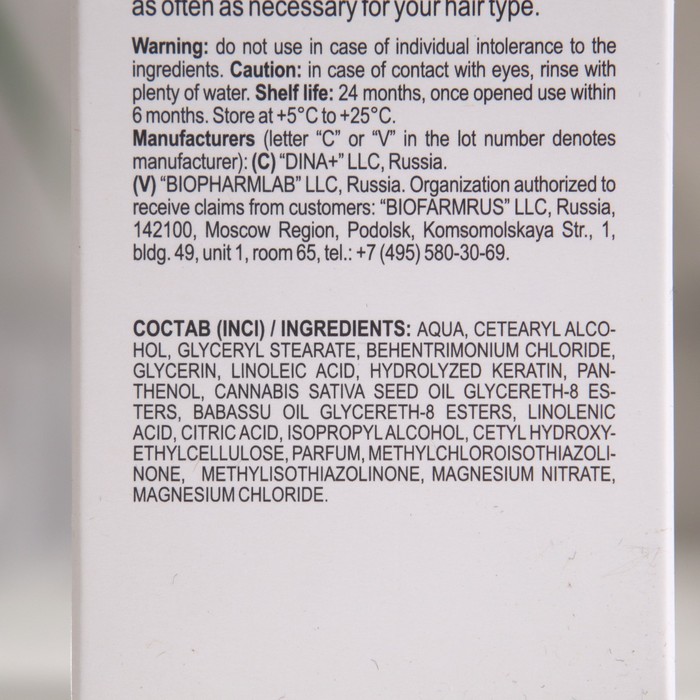 as often as necessary for your hair type.
Warning: do not use in case of individual intolerance to the
ingredients. Caution: in case of contact with eyes, rinse with
plenty of water. Shelf life: 24 months, once opened use within
6 months. Store at +5°C to +25°C.
Manufacturers (letter “C” or “V” in the lot number denotes
manufacturer): (C) “DINA+” LLC, Russia.
(V) “BIOPHARMLAB” LLC, Russia. Organization authorized to
receive claims from customers: “BIOFARMRUS” LLC, Russia,
142100, Moscow Region, Podolsk, Komsomolskaya Str., 1,
bldg. 49, unit 1, room 65, tel.: +7 (495) 580-30-69.
СОСТАВ (INCI) / INGREDIENTS: AQUA, CETEARYL ALCO-
HOL, GLYCERYL STEARATE, BEHENTRIMONIUM CHLORIDE,
GLYCERIN, LINOLEIC ACID, HYDROLYZED KERATIN, PAN-
THENOL, CANNABIS SATIVA SEED OIL GLYCERETH-8 ES-
TERS, BABASSU OIL GLYCERETH-8 ESTERS, LINOLENIC
ACID, CITRIC ACID, ISOPROPYL ALCOHOL, CETYL HYDROXY-
ETHYLCELLULOSE, PARFUM, METHYLCHLOROISOTHIAZOLI-
NONE, METHYLISOTHIAZOLINONE, MAGNESIUM NITRATE,
MAGNESIUM CHLORIDE.